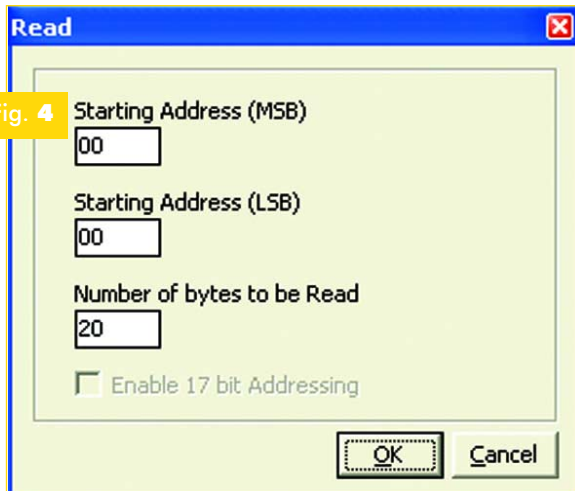 Read
Fig. 4
Starting Address (MSB)
00
Starting Address (LSB)
00
Number of bytes to be Read
20
Enable 17 bit Addressing
OK Cancel